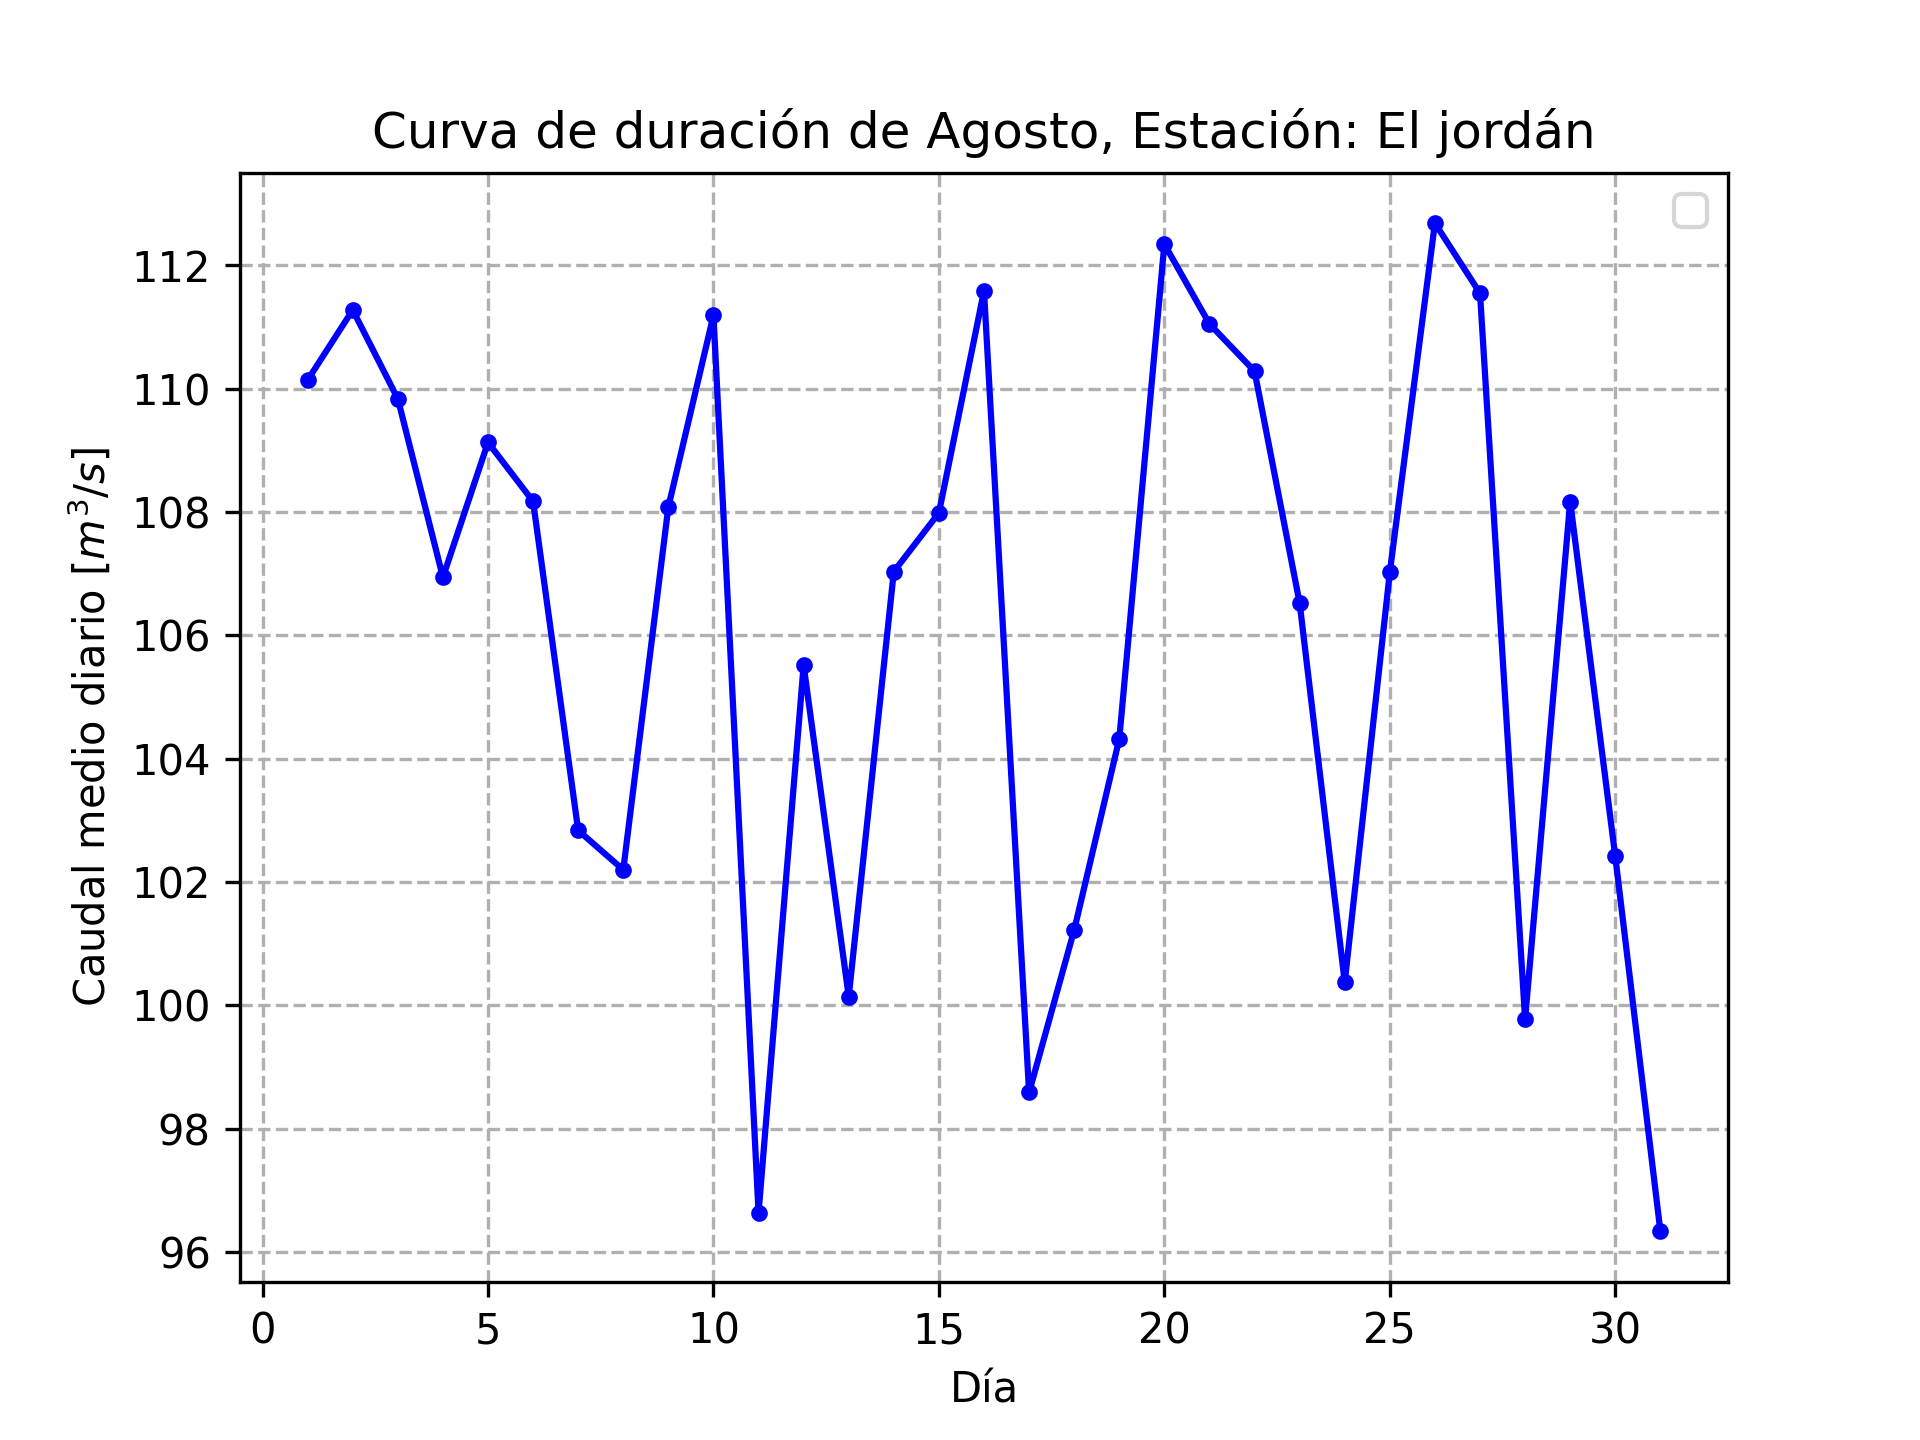 Curva de duración de Agosto, Estación: El jordán
Caudal medio diario [m³/s]
112
110
108
106
104
102
100
98
96
0 5 10 15 20 25 30
Día